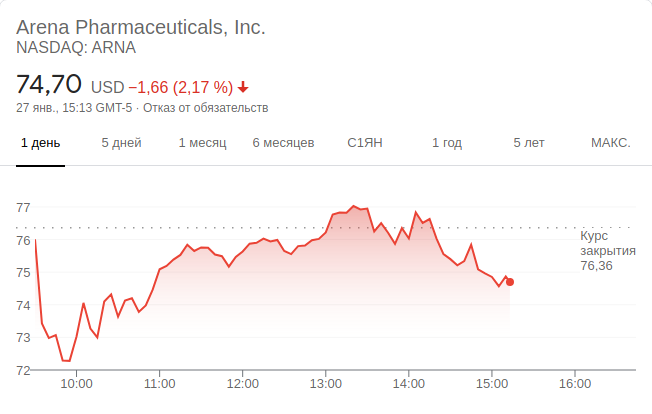 Arena Pharmaceuticals, Inc.
NASDAQ: ARNA
74,70 USD −1,66 (2,17 %)
27 янв., 15:13 GMT-5 · Отказ от обязательств
1 день 5 дней 1 месяц 6 месяцев С1ЯН 1 год 5 лет МАКС.
77
76
75
74
73
72
Курс
закрытия
76,36
10:00 11:00 12:00 13:00 14:00 15:00 16:00